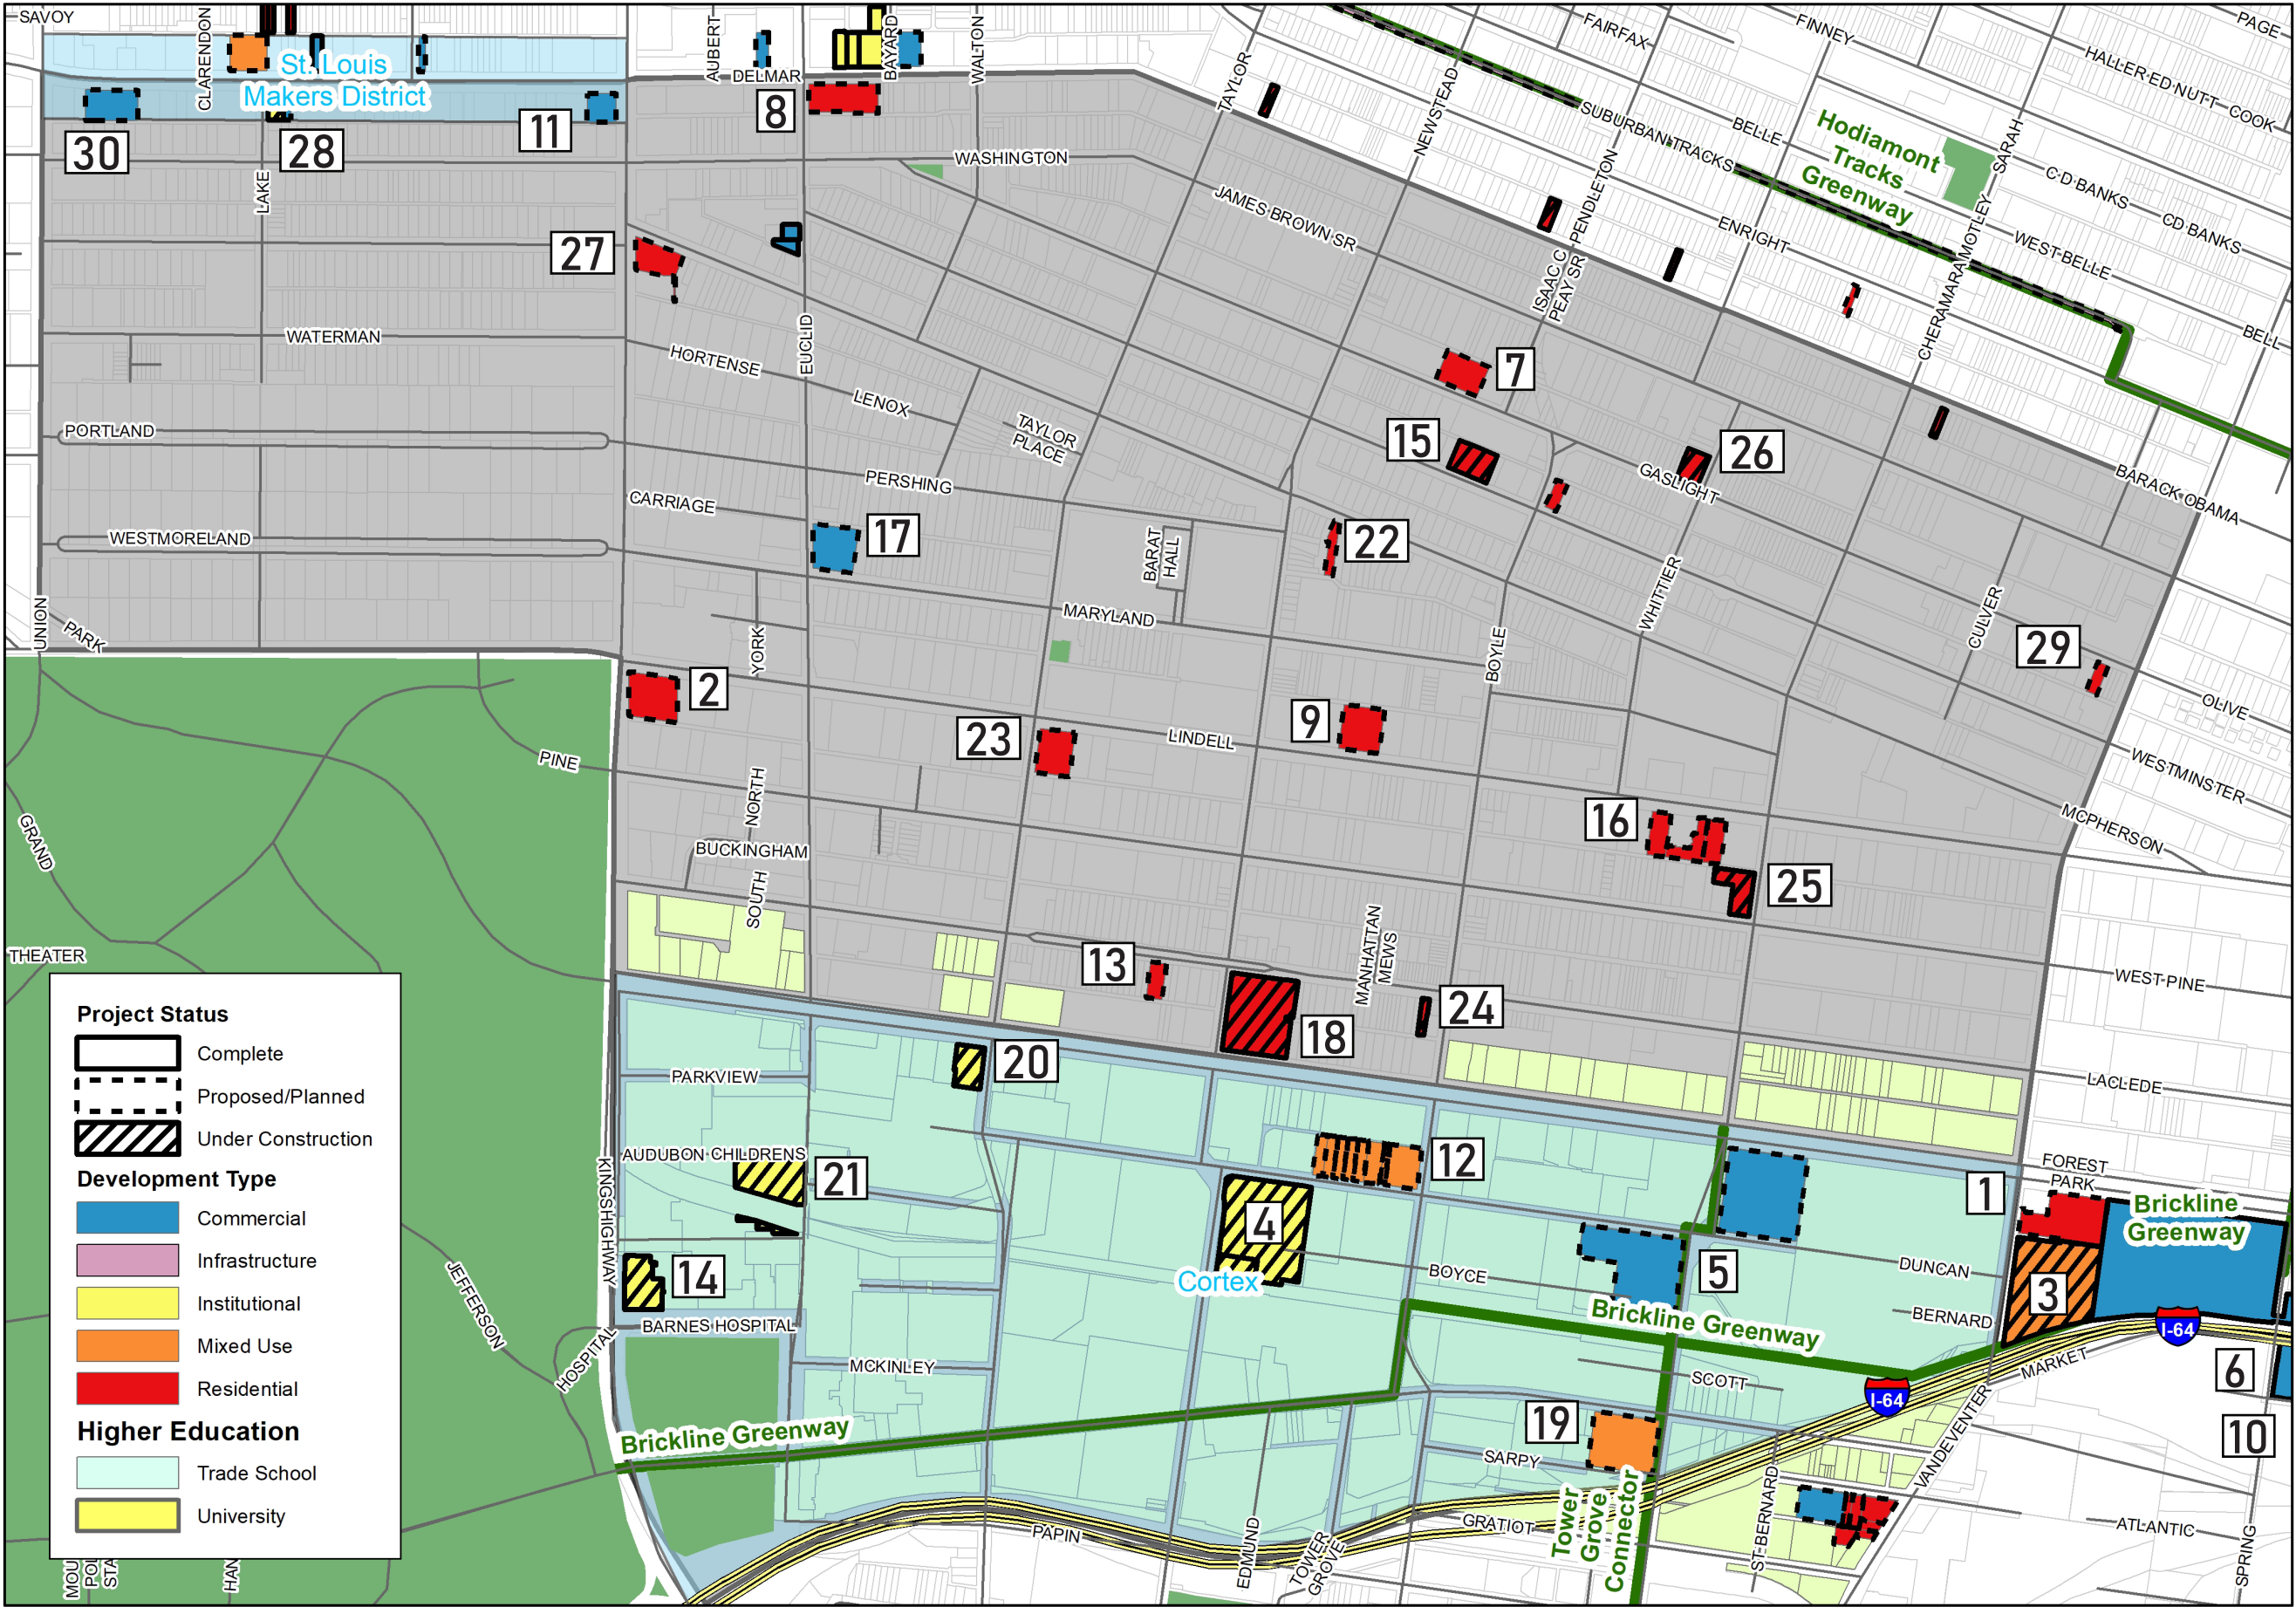 SAVOY
CLARENDON
AUBERT
BAYARD
WALTON
TAYLOR
NEWSTEAD
FAIRFAX
FINNEY
PAGE
HALLER ED NUTT
COOK
St. Louis
Makers District
DELMAR
30
28
11
8
LAKE
WASHINGTON
SUBURBAN TRACKS
BELLE
Hodiamont
Tracks
Greenway
SARAH
C D BANKS
CD BANKS
WEST BELLE
BELL
ENRIGHT
PENDLETON
ISAAC C
PEAY SR
CHERAMARA MOTLEY
JAMES BROWN SR
27
WATERMAN
HORTENSE
EUCLID
LENOX
TAYLOR
PLACE
7
15
26
GASLIGHT
BARACK OBAMA
PORTLAND
PERSHING
CARRIAGE
17
WESTMORELAND
BARAT
HALL
22
WHITTIER
CULVER
29
UNION
PARK
YORK
MARYLAND
BOYLE
OLIVE
WESTMINSTER
MCPHERSON
2
23
LINDELL
9
PINE
NORTH
SOUTH
BUCKINGHAM
16
25
GRAND
THEATER
13
18
MANHATTAN
MEWS
24
WEST PINE
LACLEDE
PARKVIEW
20
AUDUBON
CHILDRENS
21
12
1
FOREST
PARK
Brickline
Greenway
KINGSHIGHWAY
14
4
Cortex
BOYCE
5
DUNCAN
BERNARD
3
I-64
JEFFERSON
HOSPITAL
BARNES HOSPITAL
MCKINLEY
Brickline Greenway
SCOTT
I-64
MARKET
6
10
Brickline Greenway
19
SARPY
VANDEVENTER
PAPIN
EDMUND
TOWER
GROVE
GRATIOT
Tower
Grove
Connector
ST BERNARD
ATLANTIC
SPRING
Project Status
Complete
Proposed/Planned
Under Construction
Development Type
Commercial
Infrastructure
Institutional
Mixed Use
Residential
Higher Education
Trade School
University
MOU
POL
STA
HAN